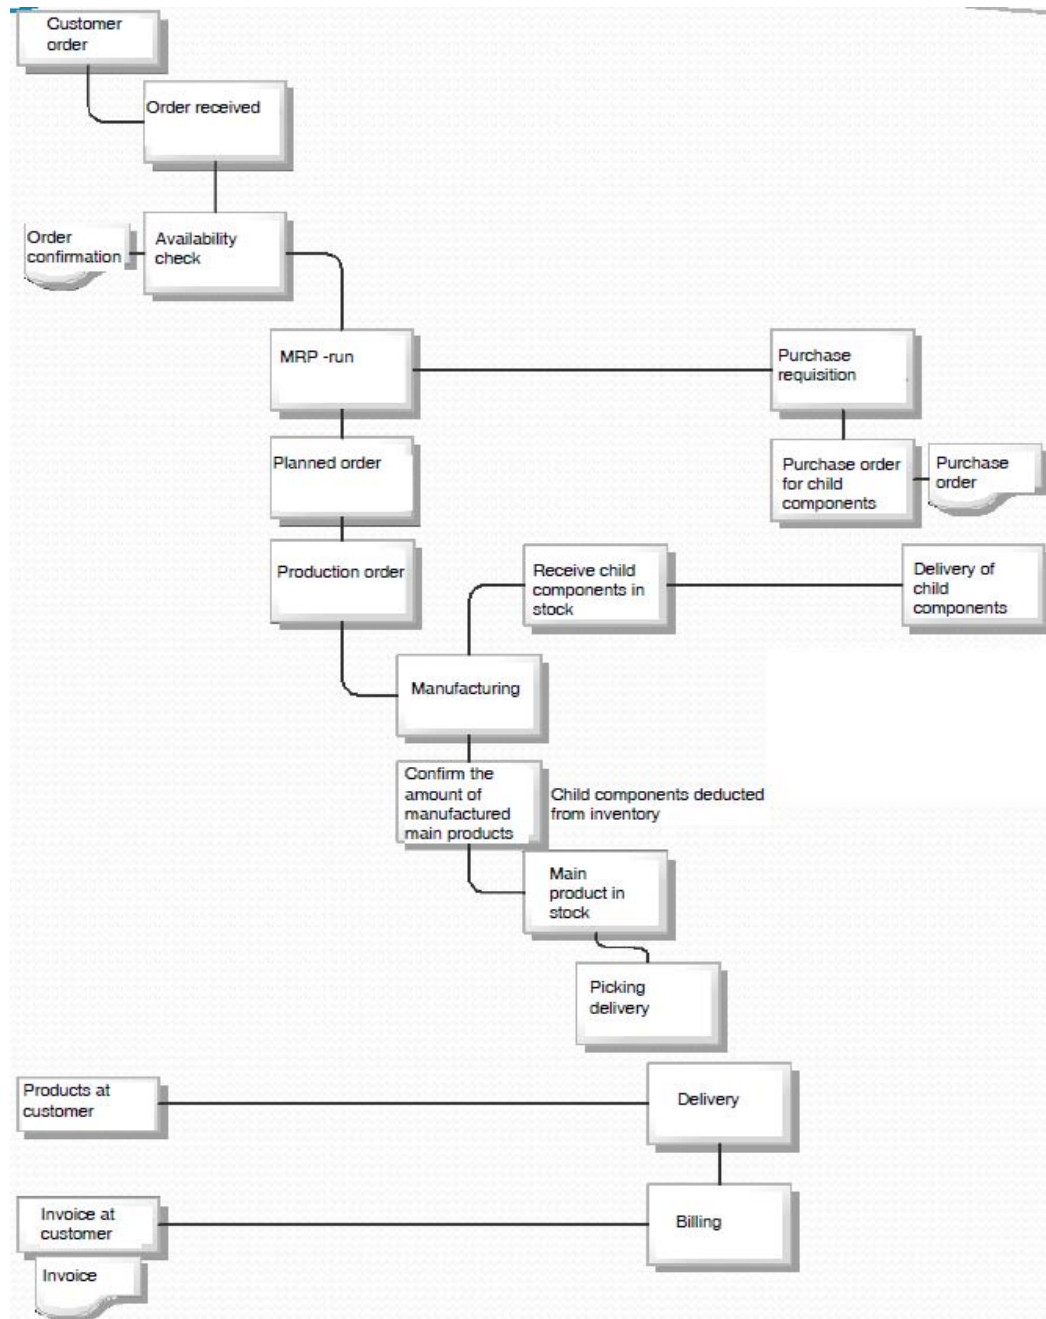 Customer
order
Order received
Order
confirmation
Availability
check
MRP -run
Purchase
requisition
Planned order
Purchase order
for child
components
Purchase
order
Production order
Receive child
components in
stock
Delivery of
child
components
Manufacturing
Confirm the
amount of
manufactured
main products
Child components deducted
from inventory
Main
product in
stock
Picking
delivery
Products at
customer
Delivery
Invoice at
customer
Billing
Invoice